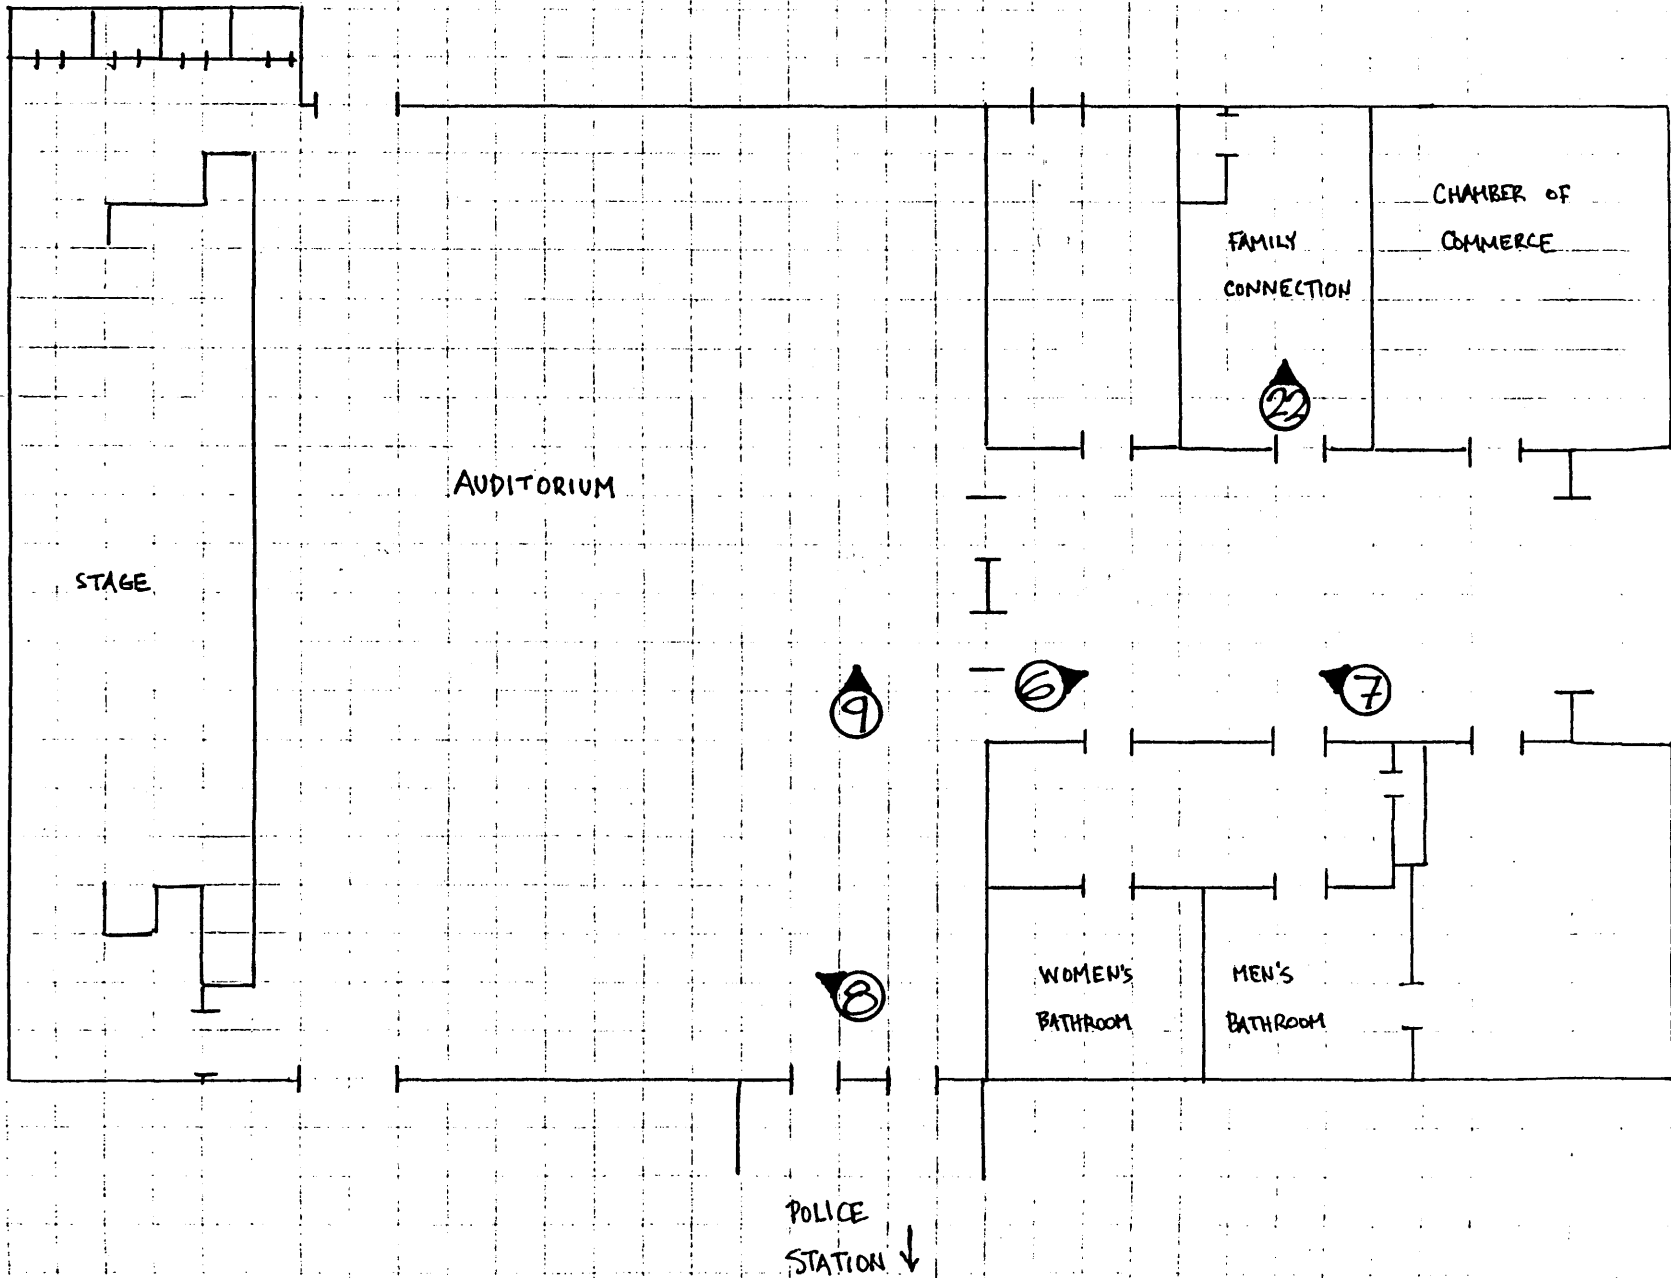 CHAMBER OF
COMMERCE
FAMILY
CONNECTION
22
AUDITORIUM
STAGE
6
7
9
WOMEN'S
BATHROOM
MEN'S
BATHROOM
8
POLICE
STATION ↓